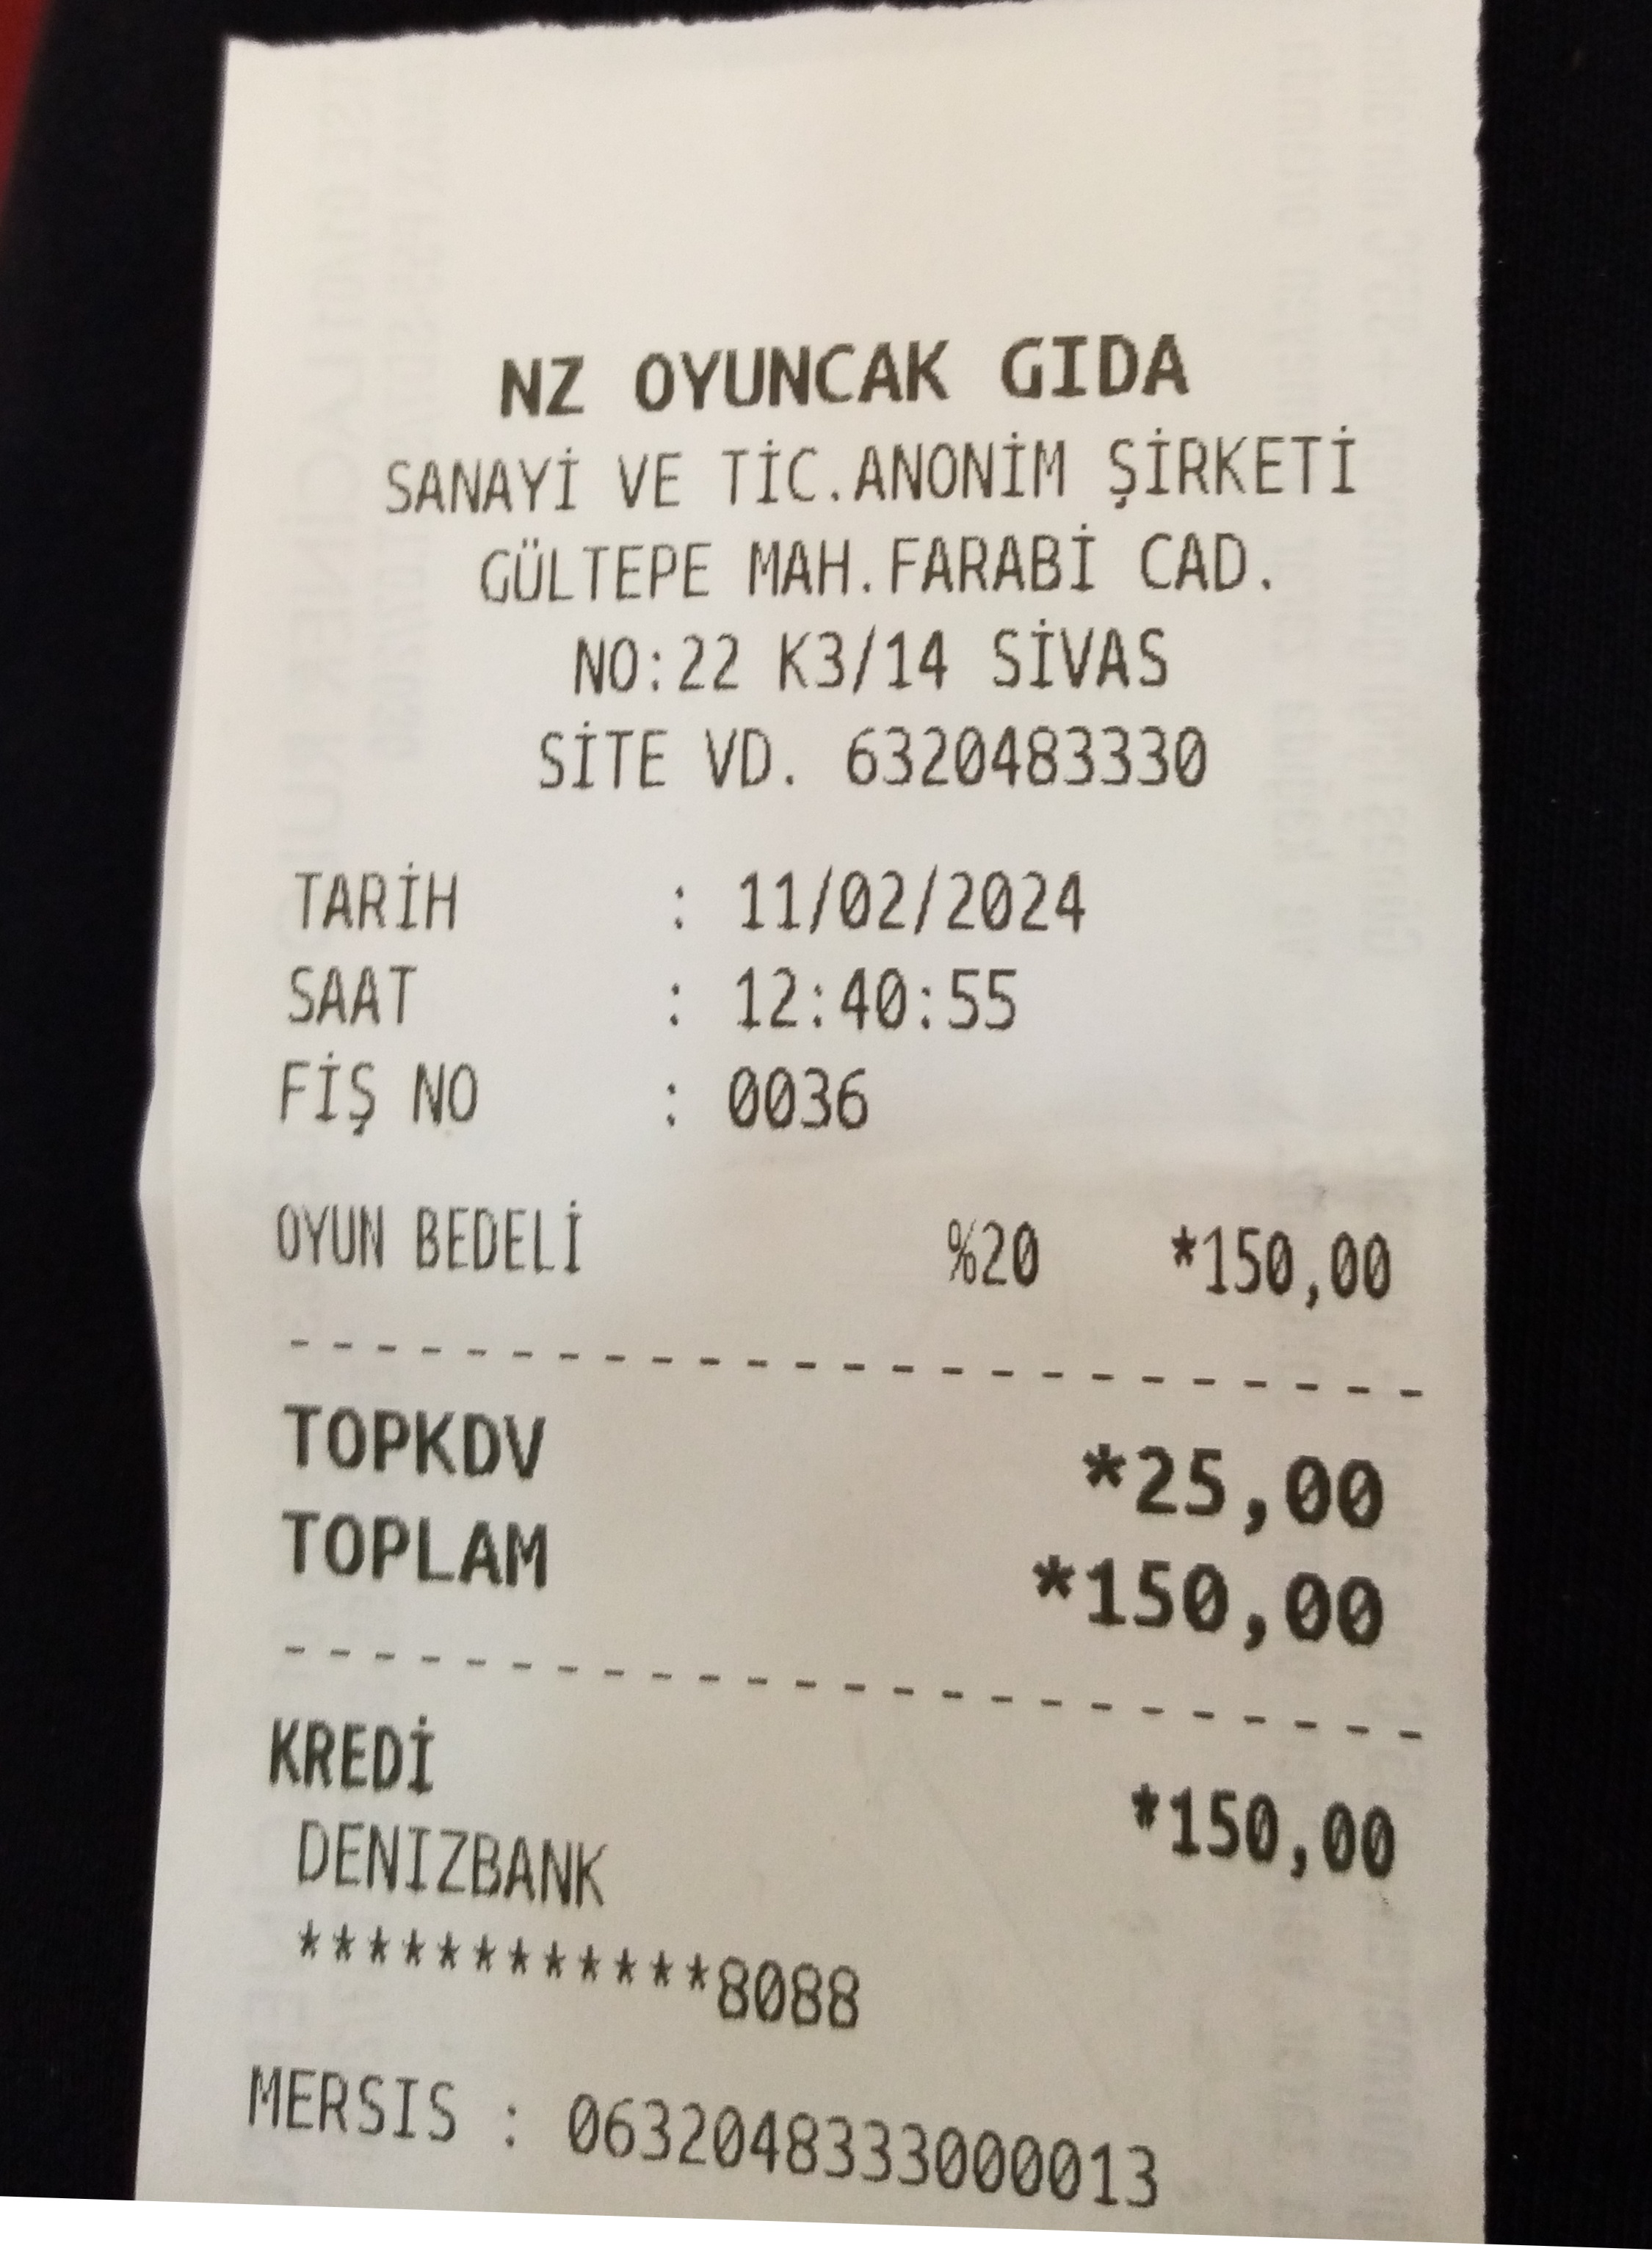 NZ OYUNCAK GIDA
SANAYİ VE TİC.ANONİM ŞİRKETİ
GÜLTEPE MAH.FARABİ CAD.
NO:22 K3/14 SİVAS
SİTE VD. 6320483330
TARİH : 11/02/2024
SAAT : 12:40:55
FİŞ NO : 0036
OYUN BEDELİ %20 *150,00
TOPKDV *25,00
TOPLAM *150,00
KREDİ *150,00
DENIZBANK
************8088
MERSIS : 0632048333000013